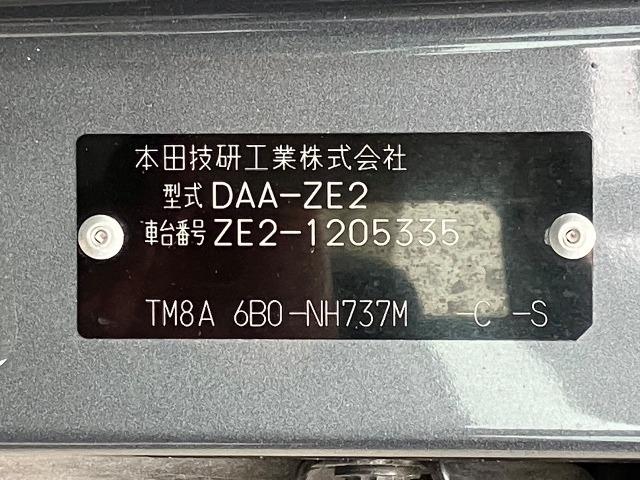 本田技研工業株式会社
型式 DAA-ZE2
車台番号 ZE2-1205335
TM8A 6B0-NH737M -C -S